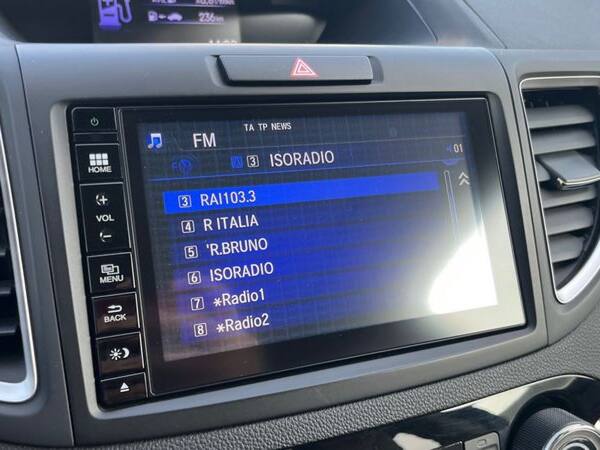 236 km
TA TP NEWS
FM
3 ISORADIO
01
HOME
3 RAI103.3
+
VOL
-
4 R ITALIA
5 'R.BRUNO
6 ISORADIO
MENU
7 *Radio1
BACK
8 *Radio2